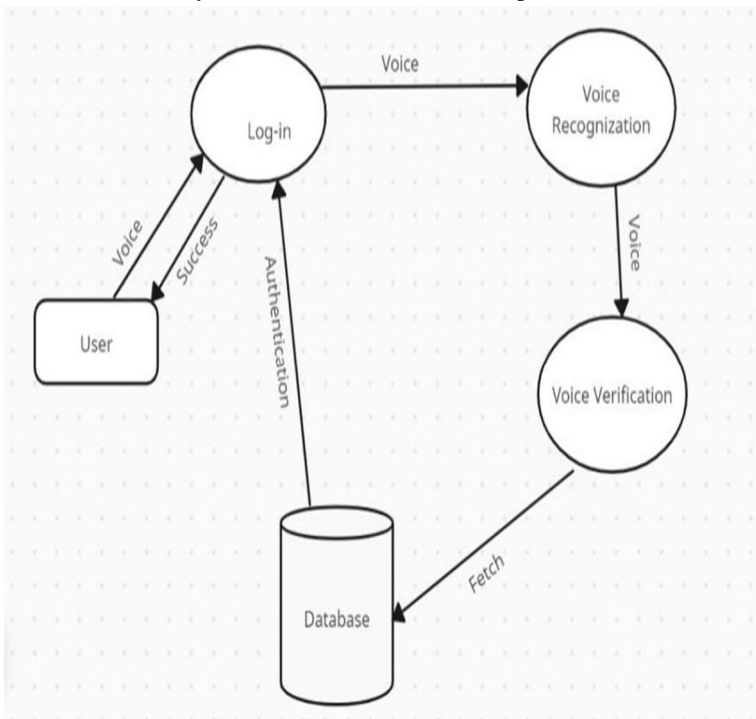 Voice
Log-in
Voice
Recognization
Voice
Success
Voice
User
Authentication
Voice Verification
Fetch
Database